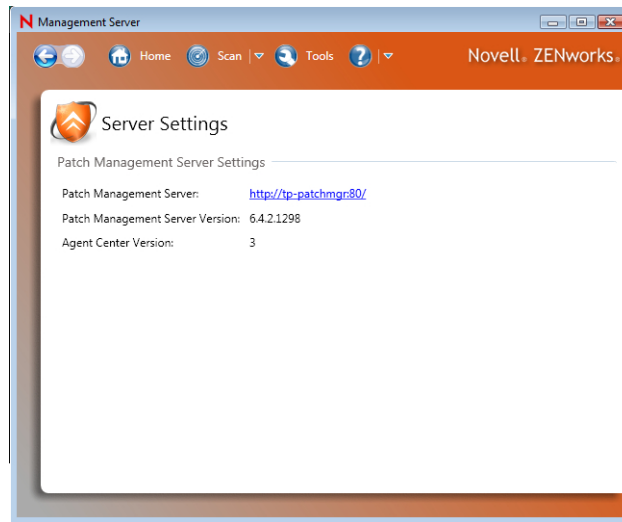 N Management Server
Home Scan Tools ? Novell® ZENworks®
Server Settings
Patch Management Server Settings
Patch Management Server: http://tp-patchmgr:80/
Patch Management Server Version: 6.4.2.1298
Agent Center Version: 3